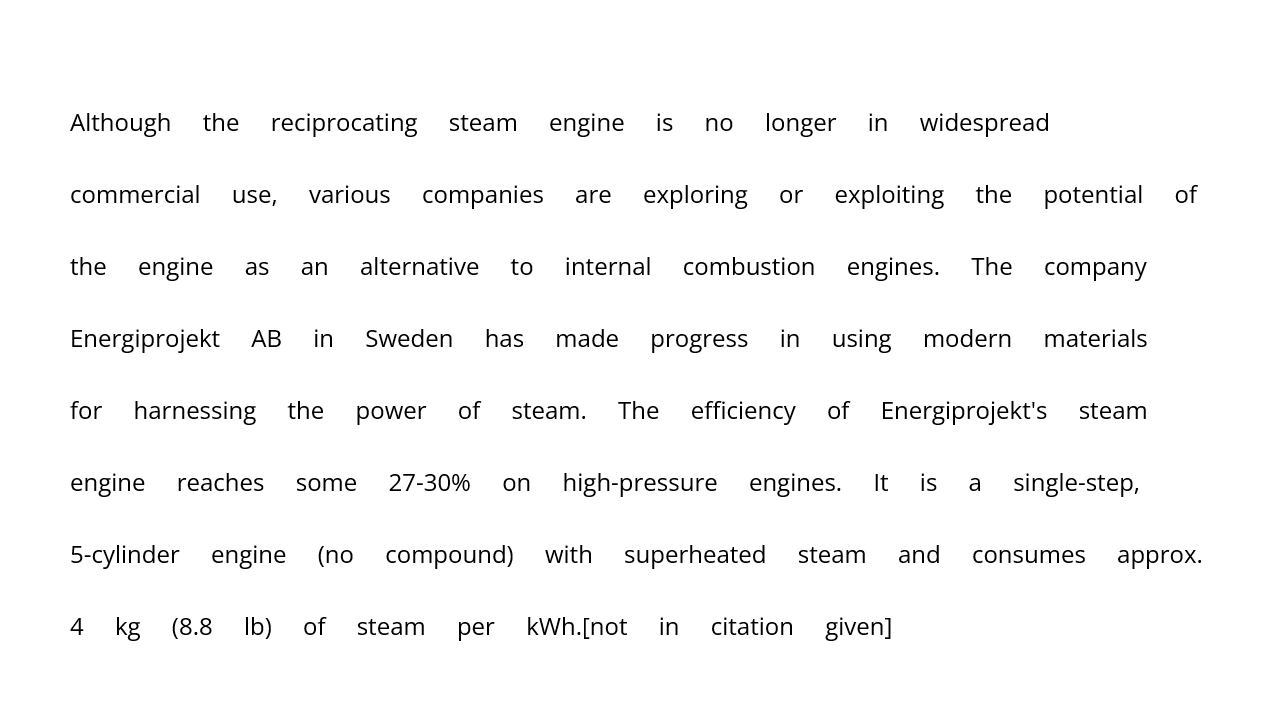 Although the reciprocating steam engine is no longer in widespread
commercial use, various companies are exploring or exploiting the potential of
the engine as an alternative to internal combustion engines. The company
Energiprojekt AB in Sweden has made progress in using modern materials
for harnessing the power of steam. The efficiency of Energiprojekt's steam
engine reaches some 27-30% on high-pressure engines. It is a single-step,
5-cylinder engine (no compound) with superheated steam and consumes approx.
4 kg (8.8 lb) of steam per kWh.[not in citation given]